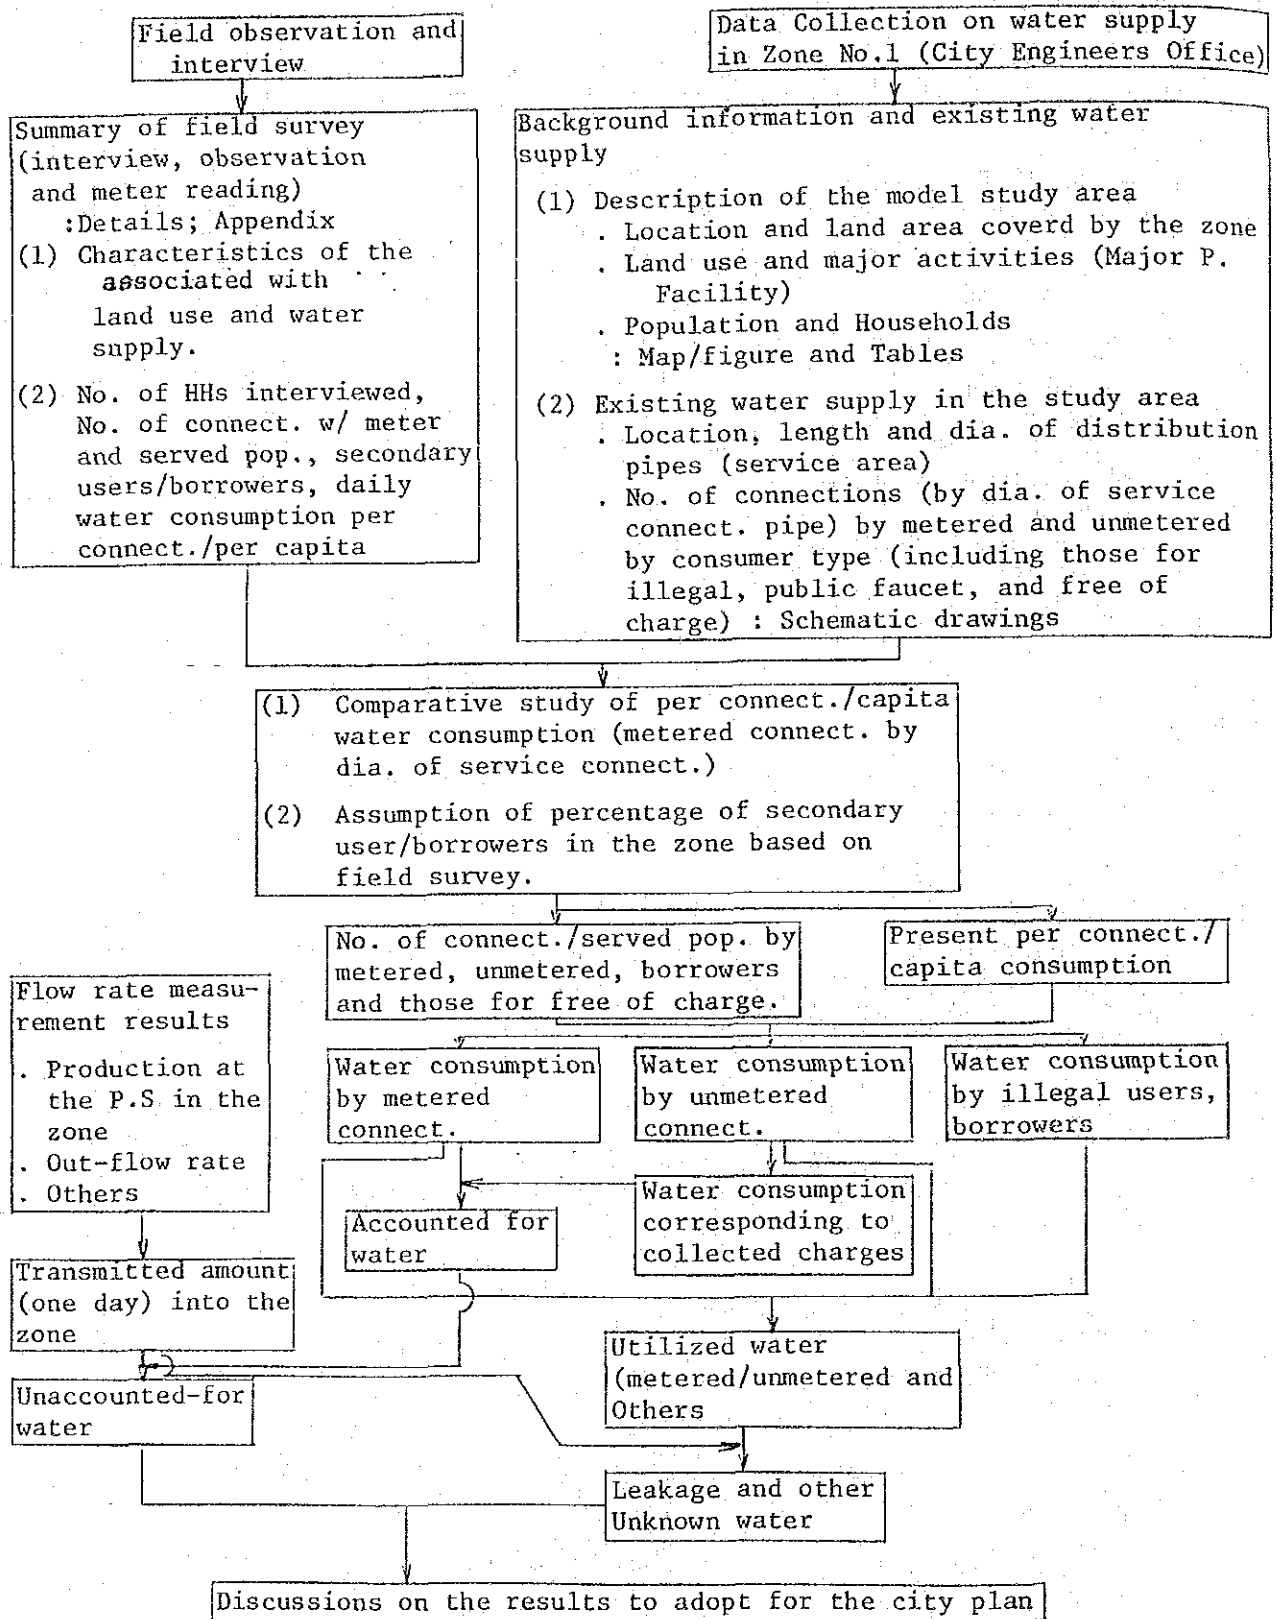 Field observation and
interview
Data Collection on water supply
in Zone No.1 (City Engineers Office)
Summary of field survey
(interview, observation
and meter reading)
:Details; Appendix
(1) Characteristics of the
associated with
land use and water
supply.
(2) No. of HHs interviewed,
No. of connect. w/ meter
and served pop., secondary
users/borrowers, daily
water consumption per
connect./per capita
Background information and existing water
supply
(1) Description of the model study area
. Location and land area coverd by the zone
. Land use and major activities (Major P.
Facility)
. Population and Households
: Map/figure and Tables
(2) Existing water supply in the study area
. Location, length and dia. of distribution
pipes (service area)
. No. of connections (by dia. of service
connect. pipe) by metered and unmetered
by consumer type (including those for
illegal, public faucet, and free of
charge) : Schematic drawings
(1) Comparative study of per connect./capita
water consumption (metered connect. by
dia. of service connect.)
(2) Assumption of percentage of secondary
user/borrowers in the zone based on
field survey.
No. of connect./served pop. by
metered, unmetered, borrowers
and those for free of charge.
Present per connect./
capita consumption
Flow rate measu-
rement results
. Production at
the P.S in the
zone
. Out-flow rate
. Others
Water consumption
by metered
connect.
Water consumption
by unmetered
connect.
Water consumption
by illegal users,
borrowers
Accounted for
water
Water consumption
corresponding to
collected charges
Transmitted amount
(one day) into the
zone
Utilized water
(metered/unmetered and
Others
Unaccounted-for
water
Leakage and other
Unknown water
Discussions on the results to adopt for the city plan